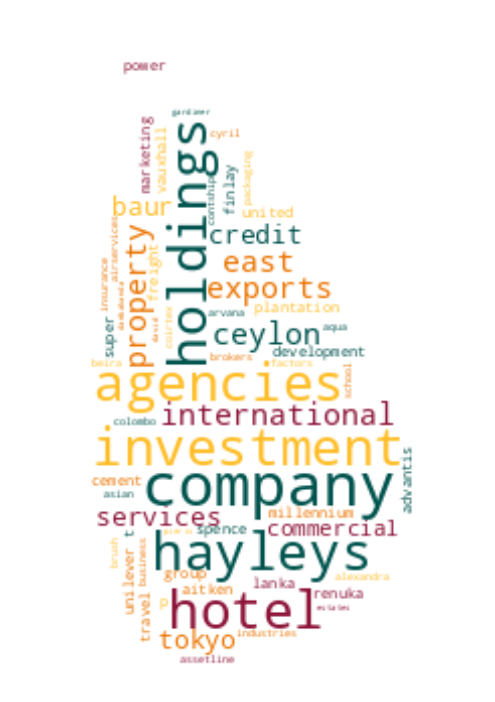 power
gardiner
marketing
vauxhall
holdings
cyril
packaging
finlay
baur
united
credit
property
freight
airservices
insurance
east
exports
plantation
arvana
super
ceylon
aqua
development
brokers
factors
beira
school
agencies
colombo
international
investment
cement
asian
company
advantis
services
millennium
spence
commercial
hayleys
brush
unilever
t
business
group
lanka
alexandra
aitken
renuka
p
hotel
estates
travel
tokyo
industries
assetline